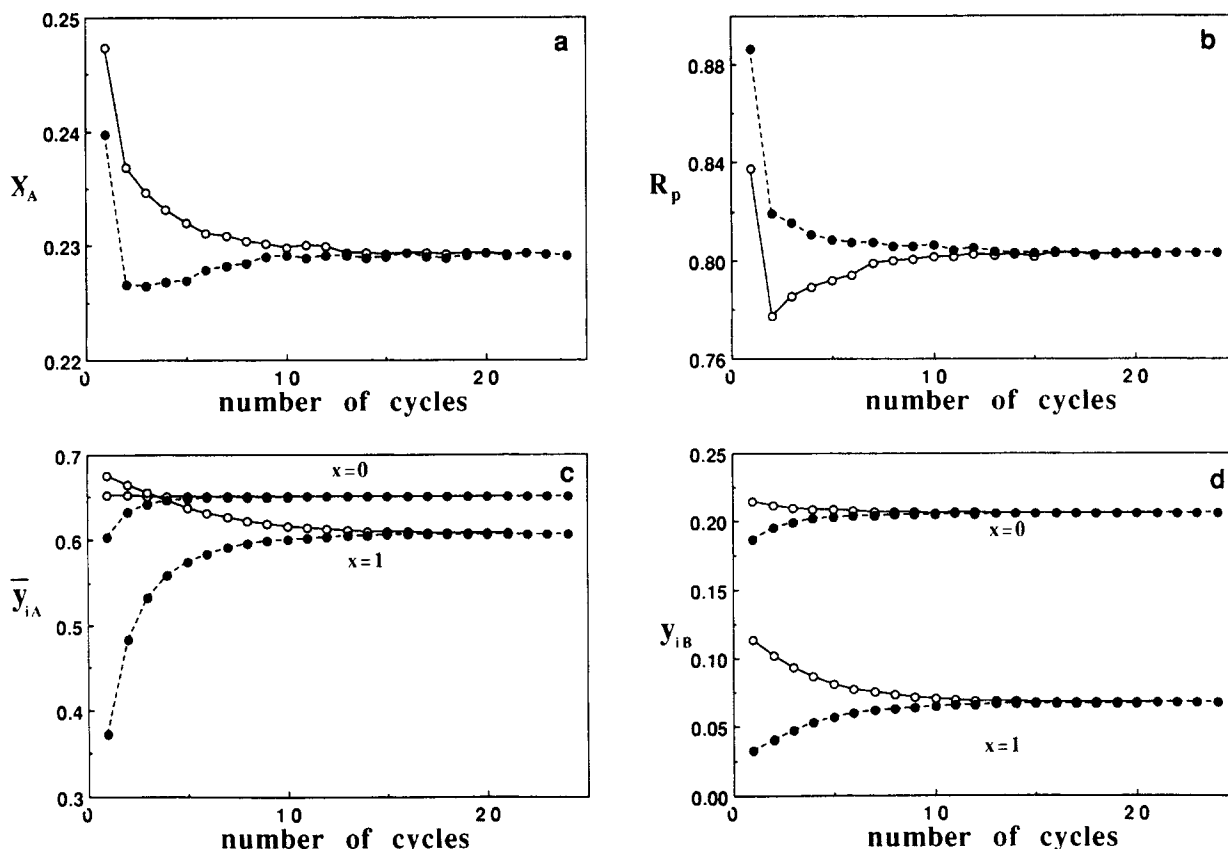 a
0.25
0.24
0.23
0.22
X_A
0 10 20
number of cycles
b
0.88
0.84
0.80
0.76
R_p
0 10 20
number of cycles
c
0.7
0.6
0.5
0.4
0.3
x=0
x=1
y̅_iA
0 10 20
number of cycles
d
0.25
0.20
0.15
0.10
0.05
0.00
x=0
x=1
y_iB
0 10 20
number of cycles